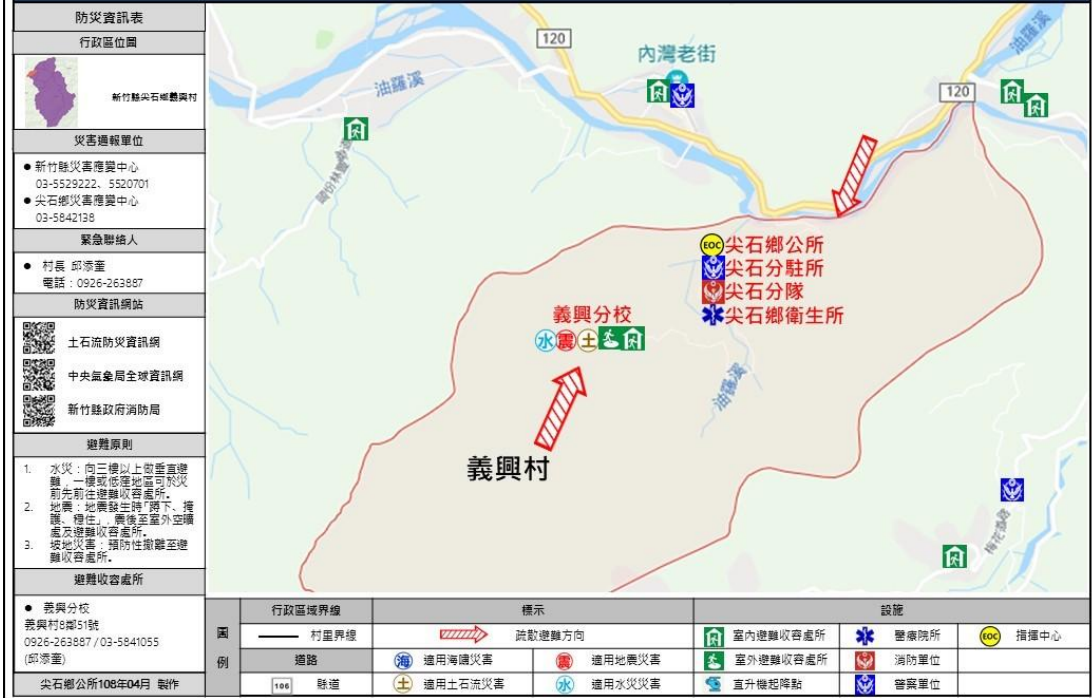 防災資訊表
行政區位圖
新竹縣尖石鄉義興村
災害通報單位
● 新竹縣災害應變中心
03-5529222、5520701
● 尖石鄉災害應變中心
03-5842138
緊急聯絡人
● 村長 邱添臺
電話：0926-263887
防災資訊網站
土石流防災資訊網
中央氣象局全球資訊網
新竹縣政府消防局
避難原則
1. 水災：向三樓以上做垂直避
難，一樓或低窪地區可於災
前先前往避難收容處所。
2. 地震：地震發生時「蹲下、掩
護、穩住」，震後至室外空曠
處及避難收容處所。
3. 坡地災害：預防性撤離至避
難收容處所。
避難收容處所
● 義興分校
義興村8鄰51號
0926-263887 / 03-5841055
(邱添臺)
尖石鄉公所108年04月 製作
120
油羅溪
內灣老街
120
油羅溪
EOC 尖石鄉公所
尖石分駐所
尖石分隊
尖石鄉衛生所
義興分校
水 震 土
油羅溪
義興村
圖例
行政區域界線
標示
設施
村里界線
疏散避難方向
室內避難收容處所
醫療院所
EOC 指揮中心
道路
海 適用海嘯災害
震 適用地震災害
室外避難收容處所
消防單位
106 縣道
土 適用土石流災害
水 適用水災災害
直升機起降點
警察單位